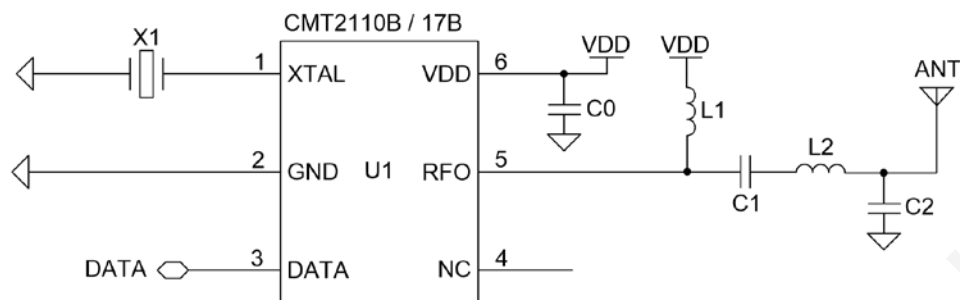 CMT2110B / 17B
X1
1 XTAL
VDD 6
VDD
VDD
ANT
C0
L1
2 GND
U1
RFO 5
C1
L2
C2
DATA
3 DATA
NC 4